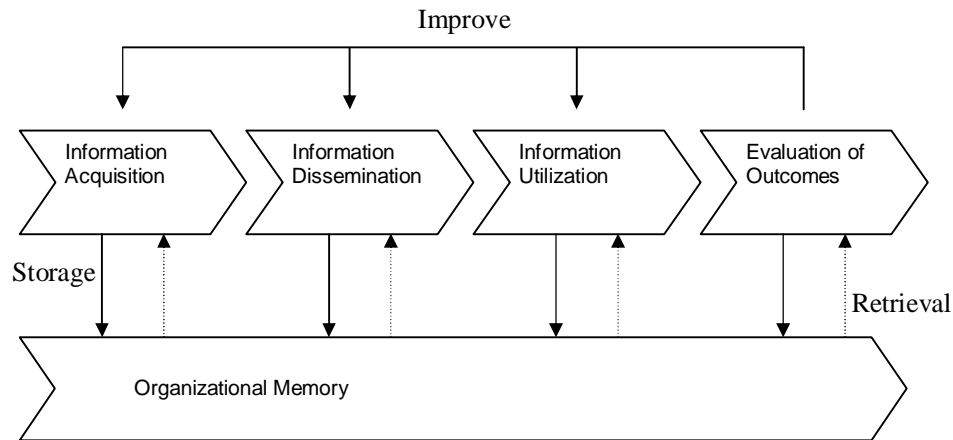 Improve
Information
Acquisition
Information
Dissemination
Information
Utilization
Evaluation of
Outcomes
Storage
Retrieval
Organizational Memory